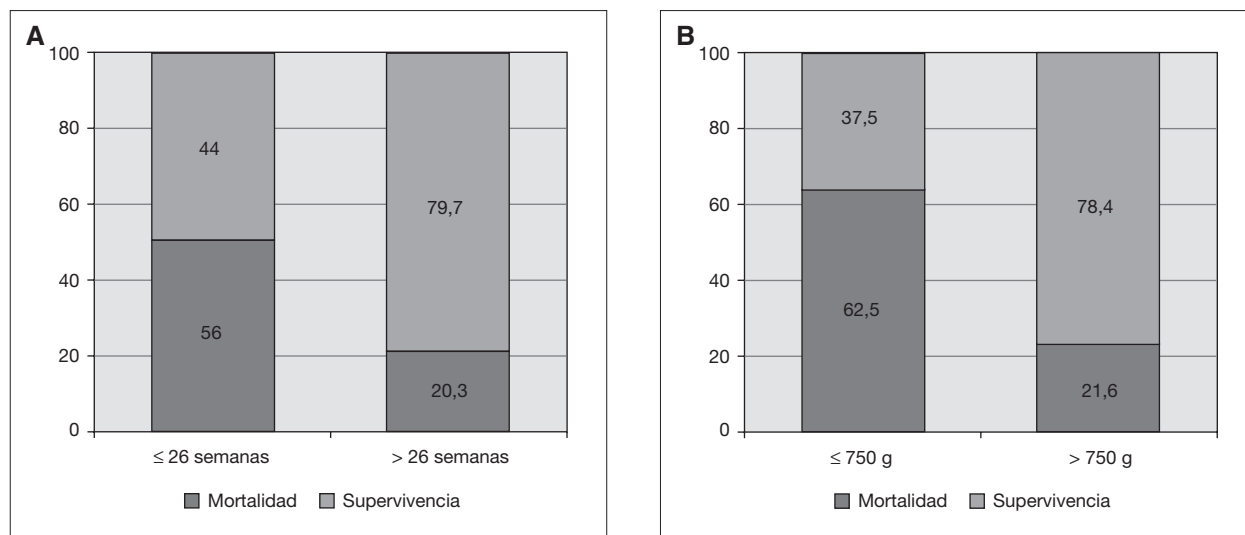 A
100
80
60
40
20
0
44
56
79,7
20,3
≤ 26 semanas
> 26 semanas
Mortalidad
Supervivencia
B
100
80
60
40
20
0
37,5
62,5
78,4
21,6
≤ 750 g
> 750 g
Mortalidad
Supervivencia